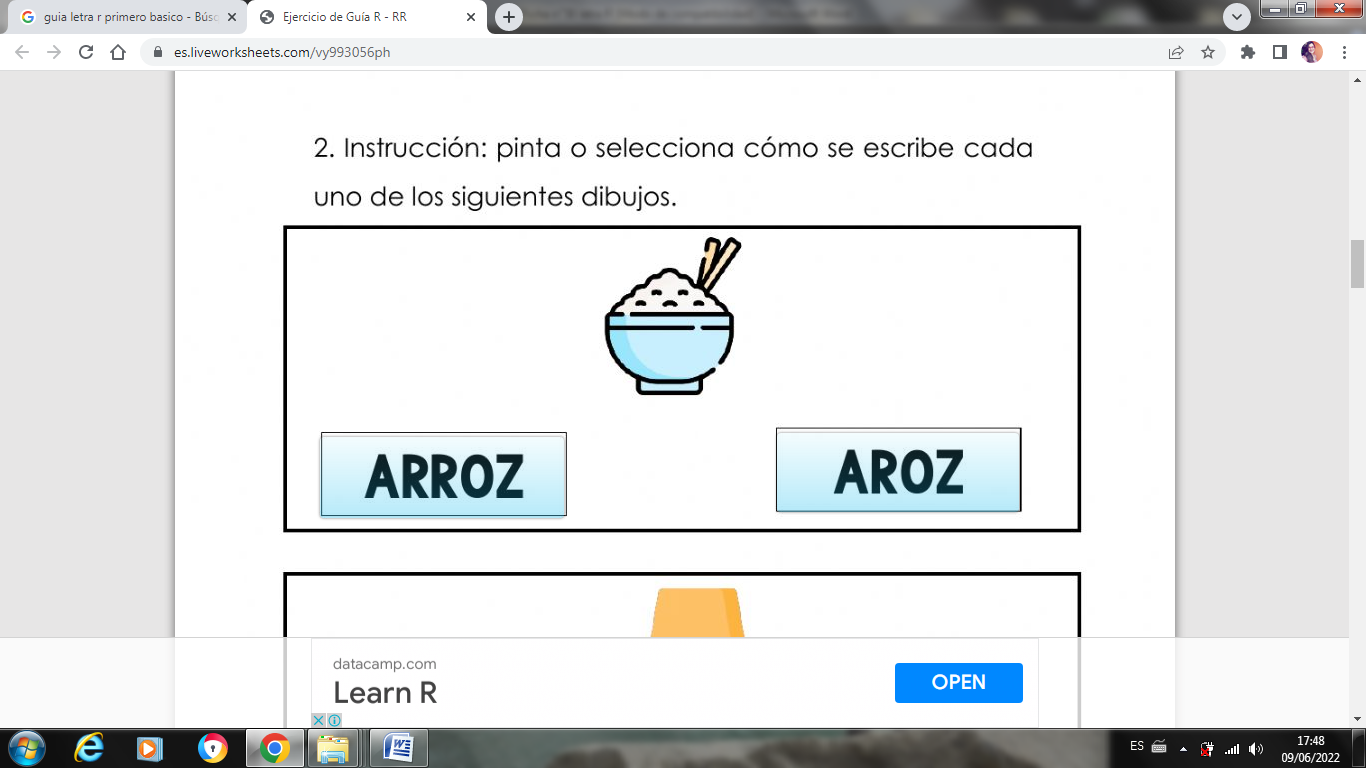 guia letra r primero basico - Búsq
Ejercicio de Guía R - RR
es.liveworksheets.com/vy993056ph
2. Instrucción: pinta o selecciona cómo se escribe cada
uno de los siguientes dibujos.
ARROZ
AROZ
datacamp.com
Learn R
OPEN
ES
17:48
09/06/2022